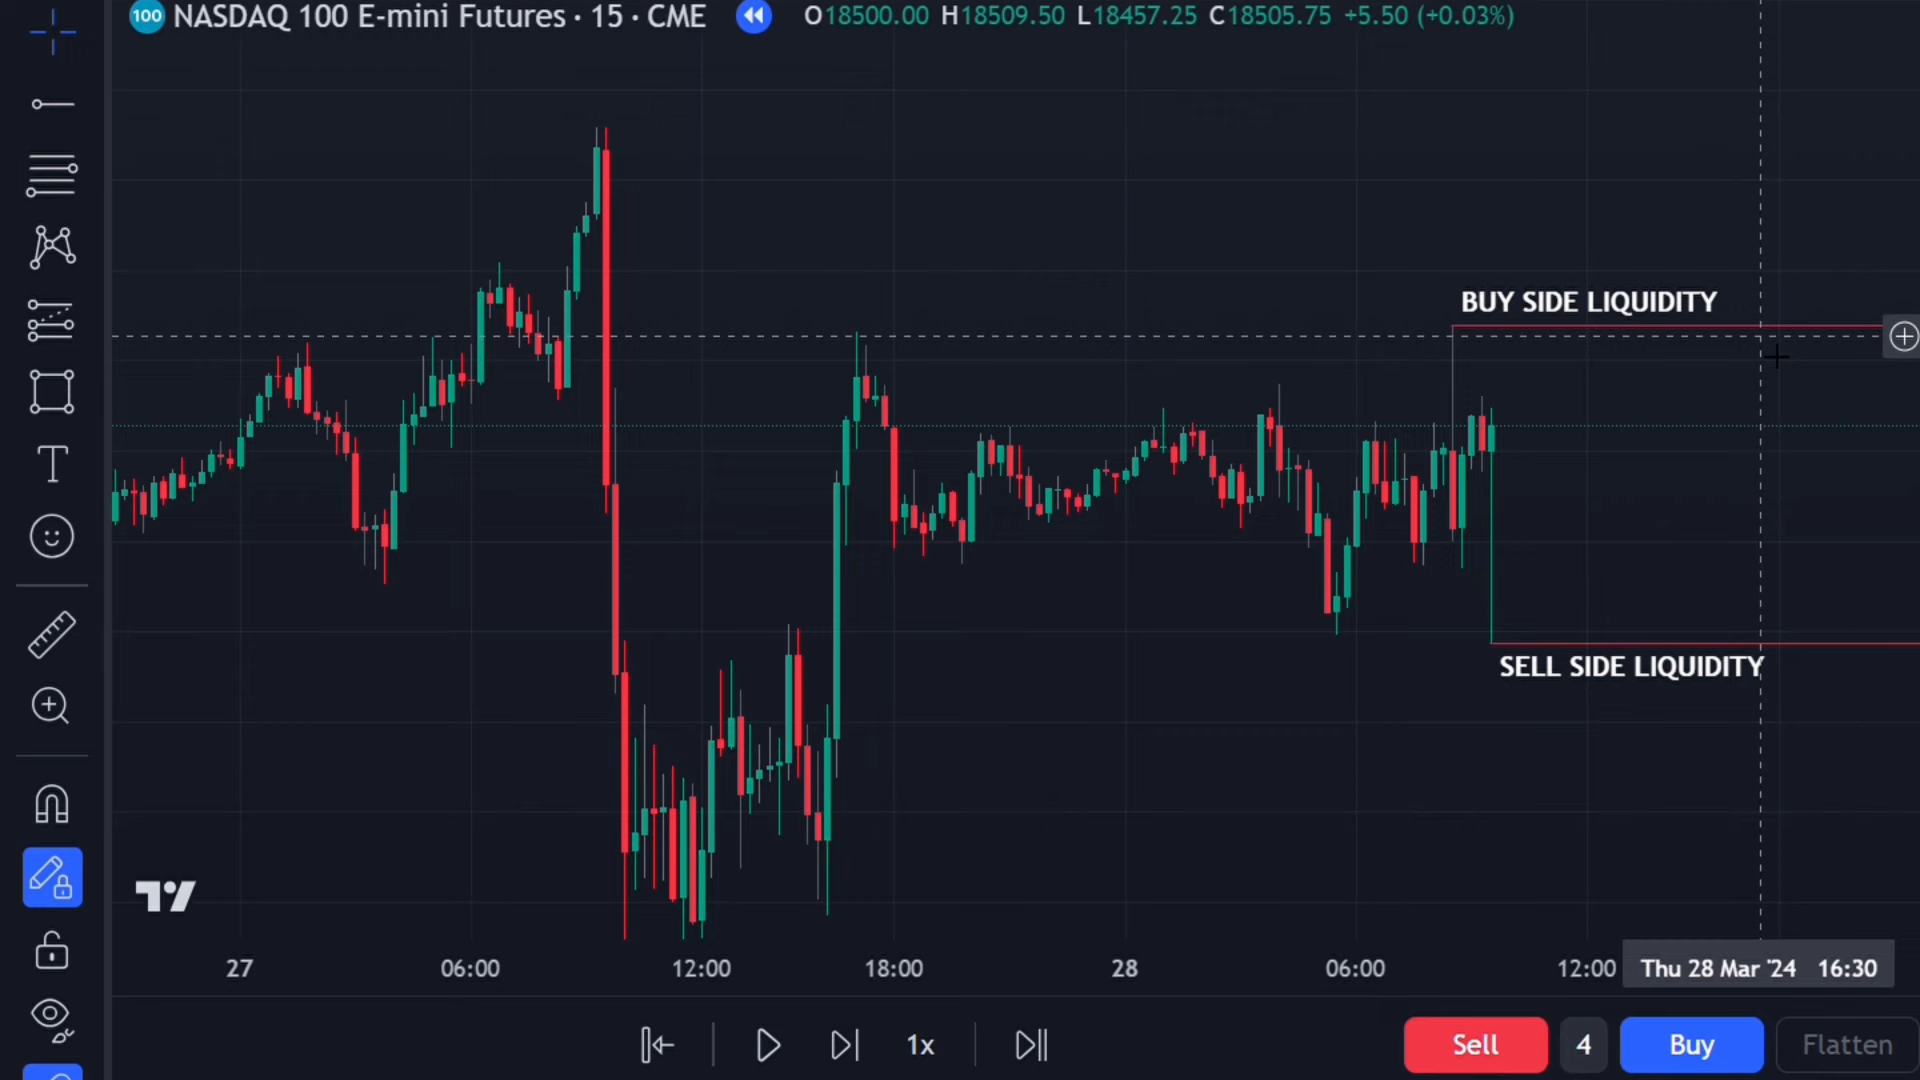 100 NASDAQ 100 E-mini Futures · 15 · CME O18500.00 H18509.50 L18457.25 C18505.75 +5.50 (+0.03%)
BUY SIDE LIQUIDITY
SELL SIDE LIQUIDITY
27 06:00 12:00 18:00 28 06:00 12:00 Thu 28 Mar '24 16:30
1x Sell 4 Buy Flatten